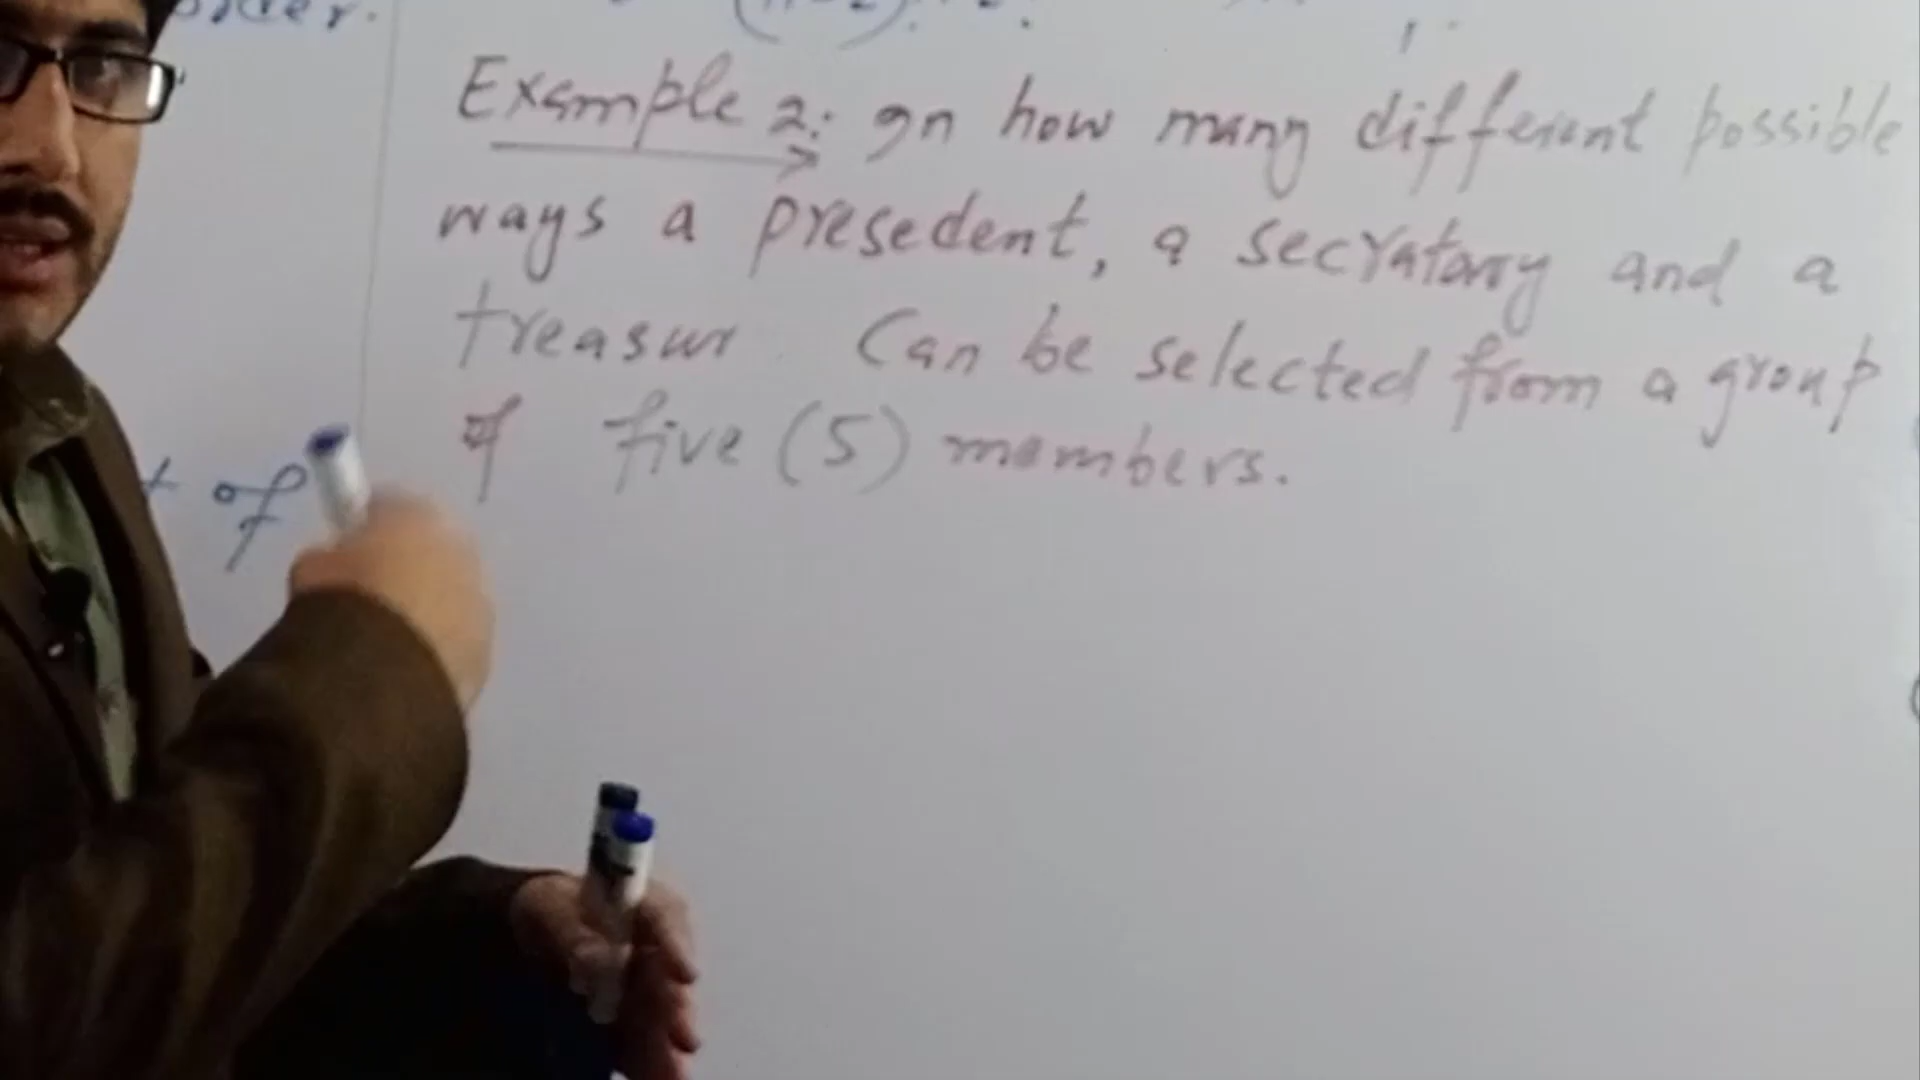 Example 2: In how many different possible
ways a presedent, a secratary and a
treasur Can be selected from a group
of five (5) members.
of